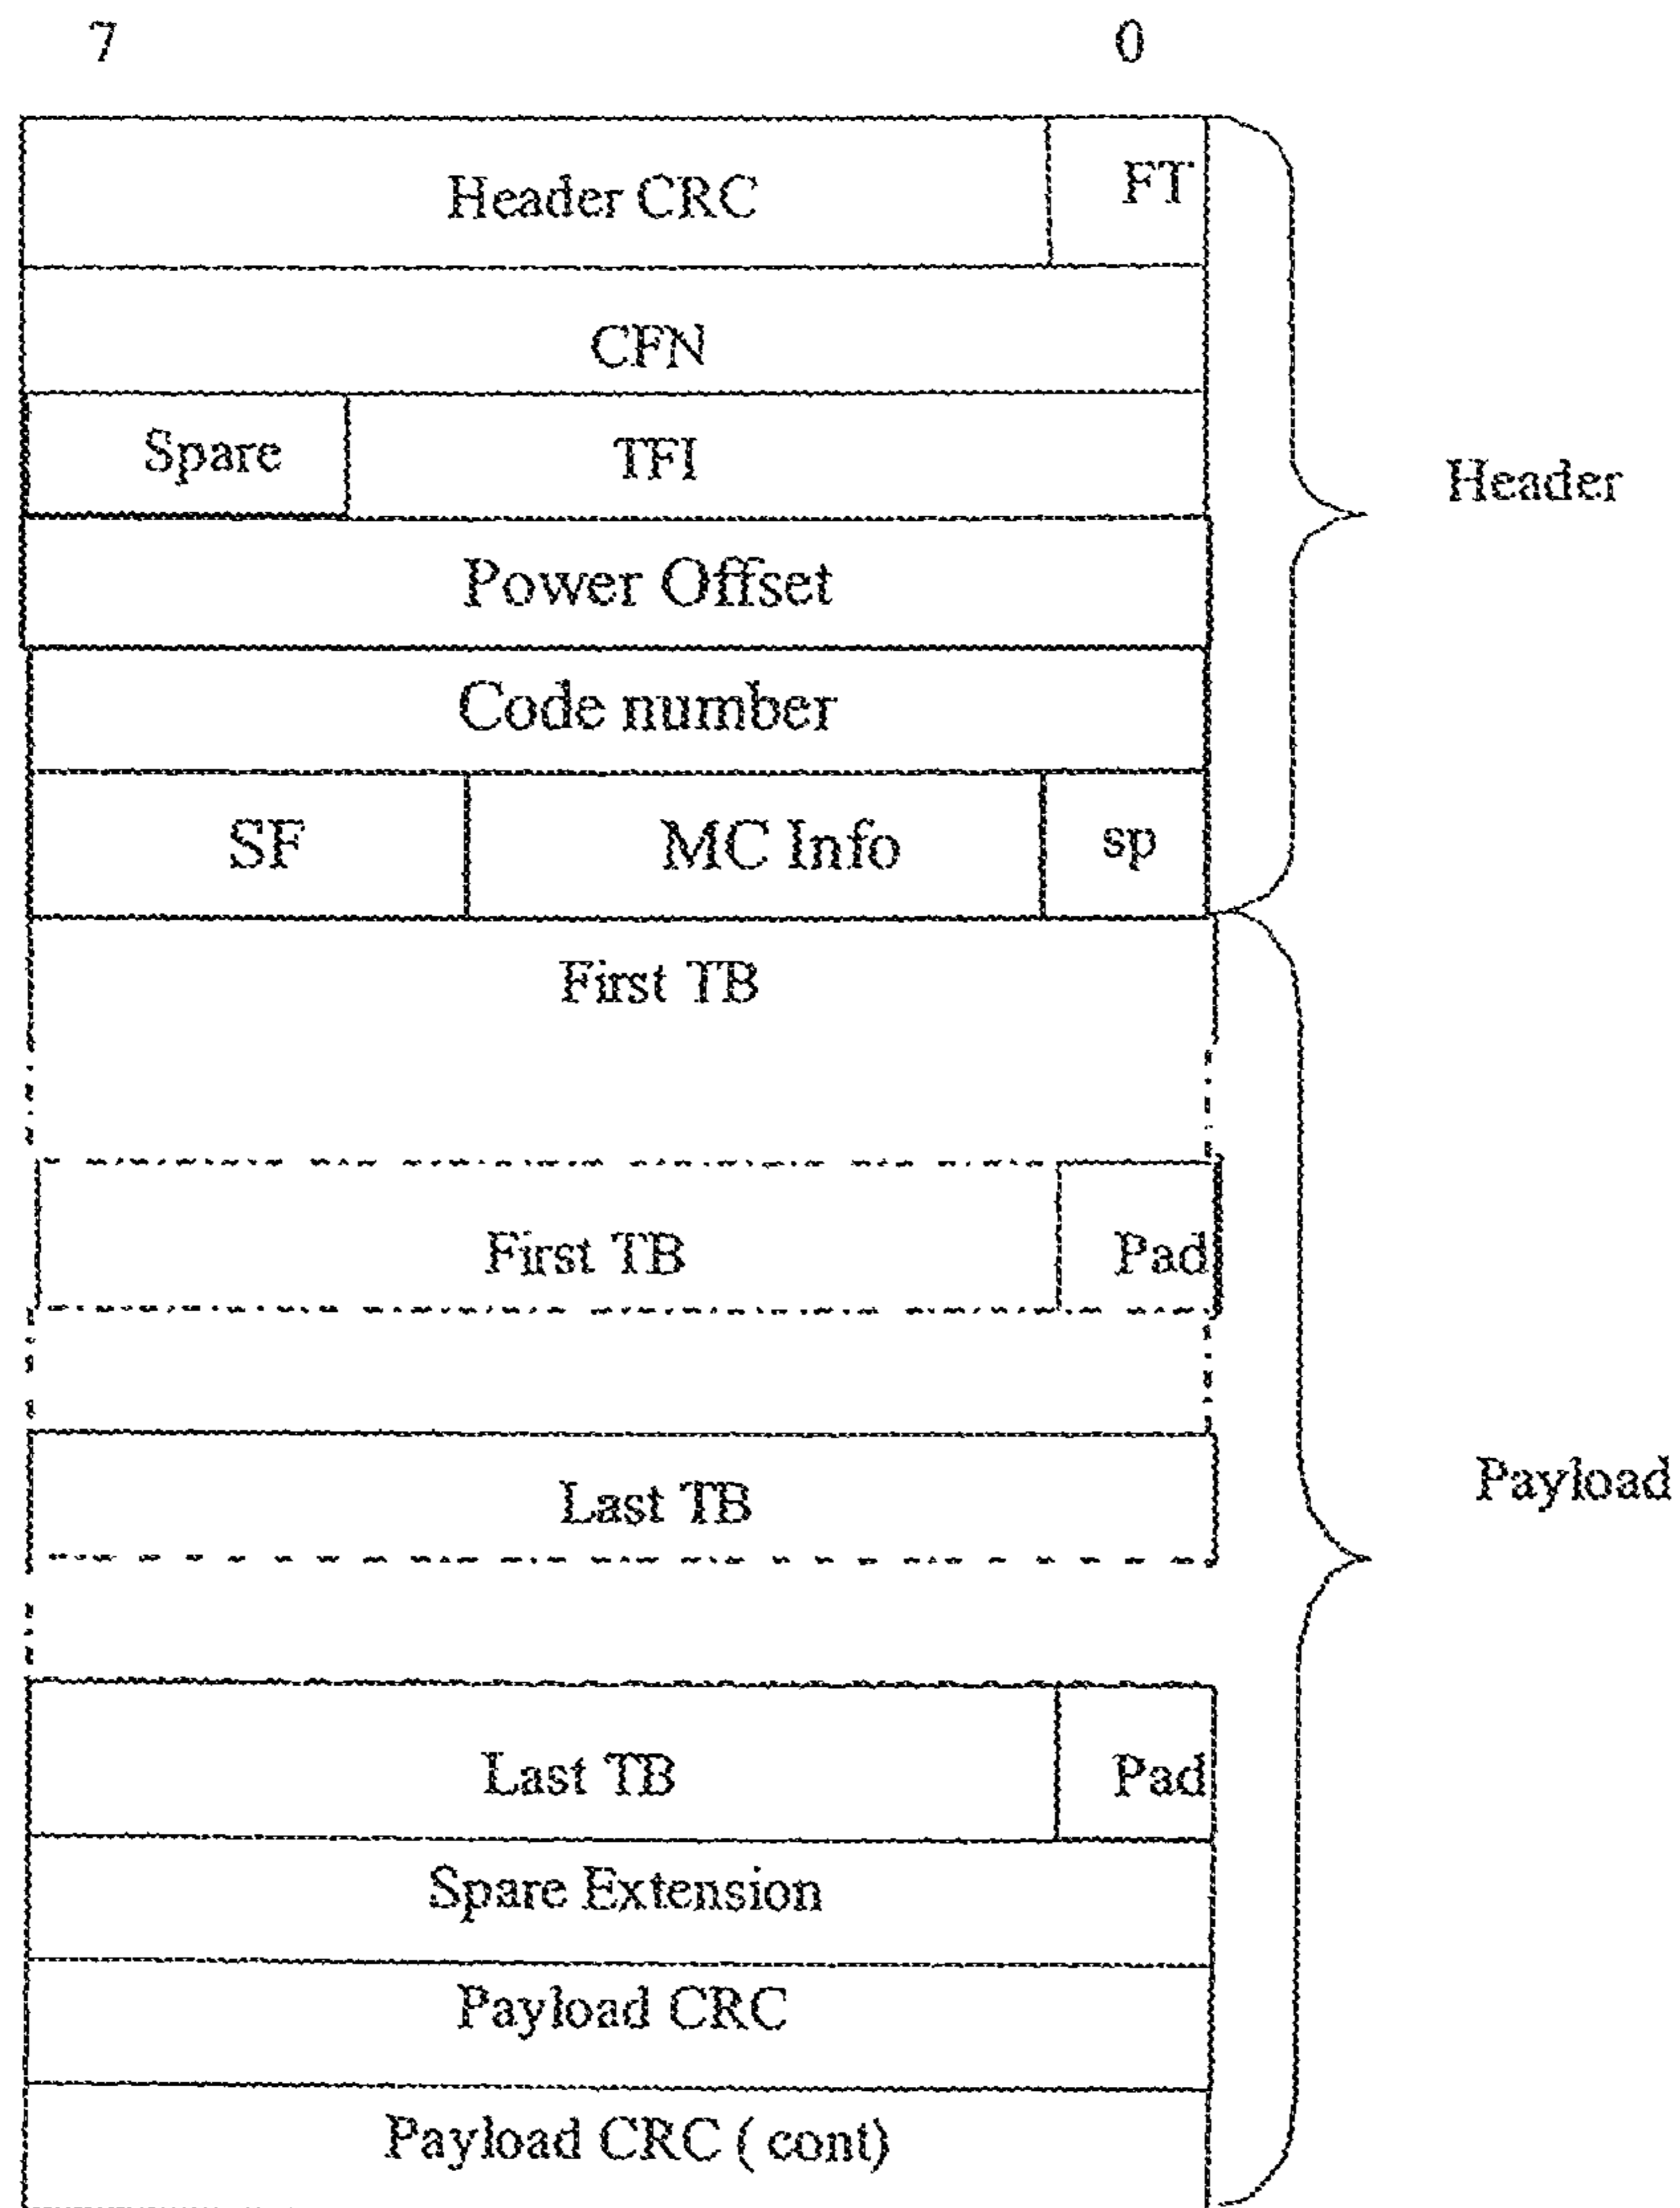 7 0
Header CRC FT
CFN
Spare TFI
Header
Power Offset
Code number
SF MC Info sp
First TB
First TB Pad
Last TB
Payload
Last TB Pad
Spare Extension
Payload CRC
Payload CRC ( cont)